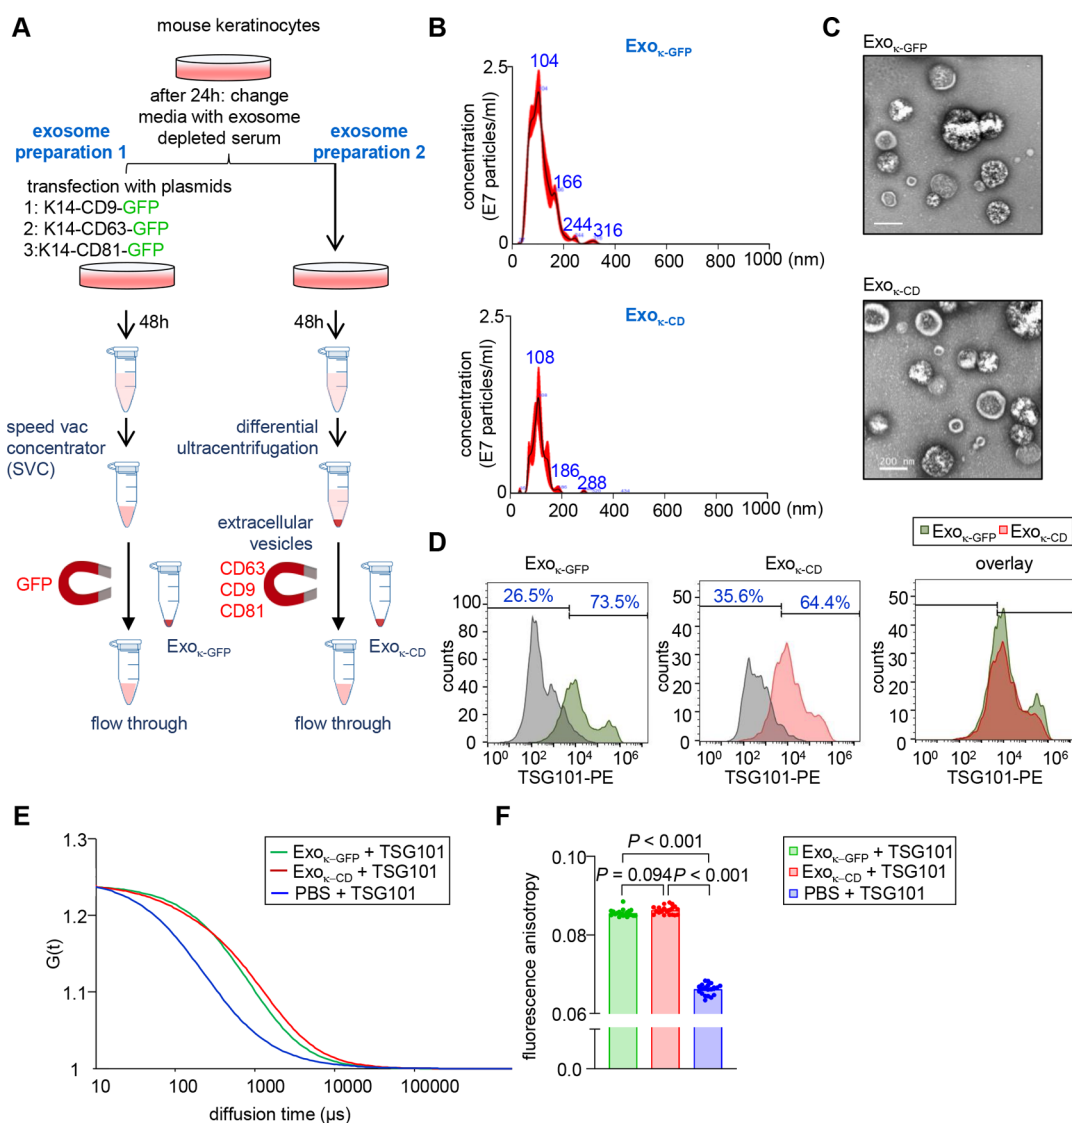 A
mouse keratinocytes
after 24h: change
media with exosome
depleted serum
exosome
preparation 1
exosome
preparation 2
transfection with plasmids
1: K14-CD9-GFP
2: K14-CD63-GFP
3:K14-CD81-GFP
48h
48h
speed vac
concentrator
(SVC)
differential
ultracentrifugation
extracellular
vesicles
GFP
CD63
CD9
CD81
Exoκ-GFP
Exoκ-CD
flow through
flow through
B
Exoκ-GFP
concentration
(E7 particles/ml)
2.5
0
104
166
244
316
0 200 400 600 800 1000 (nm)
Exoκ-CD
concentration
(E7 particles/ml)
2.5
0
108
186
288
0 200 400 600 800 1000 (nm)
C
Exoκ-GFP
Exoκ-CD
200 nm
D
Exoκ-GFP Exoκ-CD
Exoκ-GFP
26.5% 73.5%
counts
100
80
60
40
20
0
10⁰ 10² 10⁴ 10⁶
TSG101-PE
Exoκ-CD
35.6% 64.4%
counts
50
40
30
20
10
0
10⁰ 10² 10⁴ 10⁶
TSG101-PE
overlay
counts
50
40
30
20
10
0
10⁰ 10² 10⁴ 10⁶
TSG101-PE
E
Exoκ–GFP + TSG101
Exoκ–CD + TSG101
PBS + TSG101
G(t)
1.3
1.2
1.1
1
10 100 1000 10000 100000
diffusion time (µs)
F
fluorescence anisotropy
0.10
0.08
0.06
0.0
P < 0.001
P = 0.094 P < 0.001
Exoκ–GFP + TSG101
Exoκ–CD + TSG101
PBS + TSG101